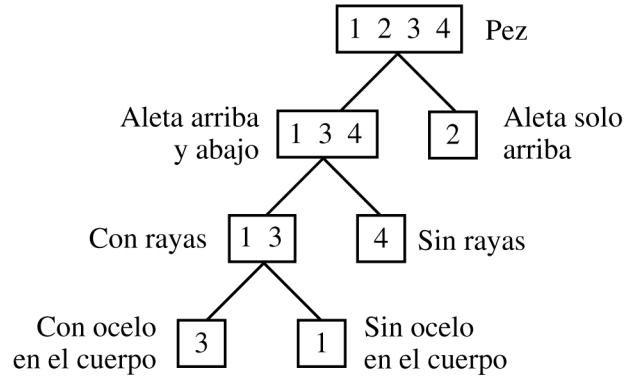 1 2 3 4 Pez
Aleta arriba
y abajo
1 3 4
2
Aleta solo
arriba
Con rayas 1 3
4 Sin rayas
Con ocelo
en el cuerpo
3
1
Sin ocelo
en el cuerpo